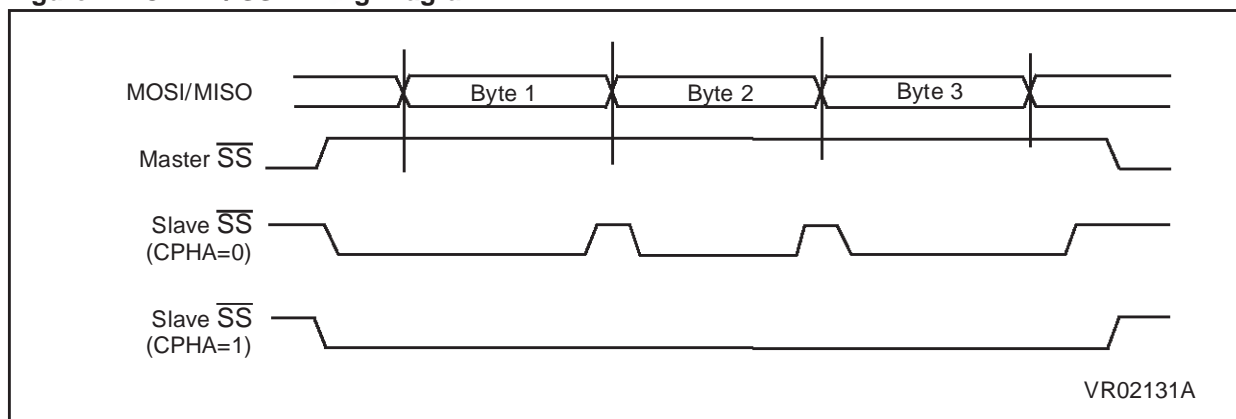 MOSI/MISO
Byte 1
Byte 2
Byte 3
Master SS
Slave SS
(CPHA=0)
Slave SS
(CPHA=1)
VR02131A